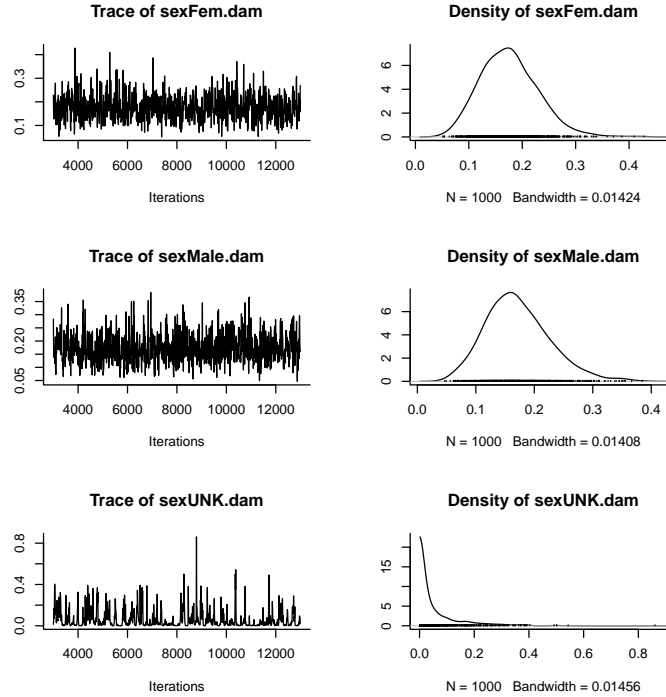 Trace of sexFem.dam
0.1 0.3
4000 6000 8000 10000 12000
Iterations
Density of sexFem.dam
0 2 4 6
0.0 0.1 0.2 0.3 0.4
N = 1000 Bandwidth = 0.01424
Trace of sexMale.dam
0.05 0.20 0.35
4000 6000 8000 10000 12000
Iterations
Density of sexMale.dam
0 2 4 6
0.0 0.1 0.2 0.3 0.4
N = 1000 Bandwidth = 0.01408
Trace of sexUNK.dam
0.0 0.4 0.8
4000 6000 8000 10000 12000
Iterations
Density of sexUNK.dam
0 5 15
0.0 0.2 0.4 0.6 0.8
N = 1000 Bandwidth = 0.01456